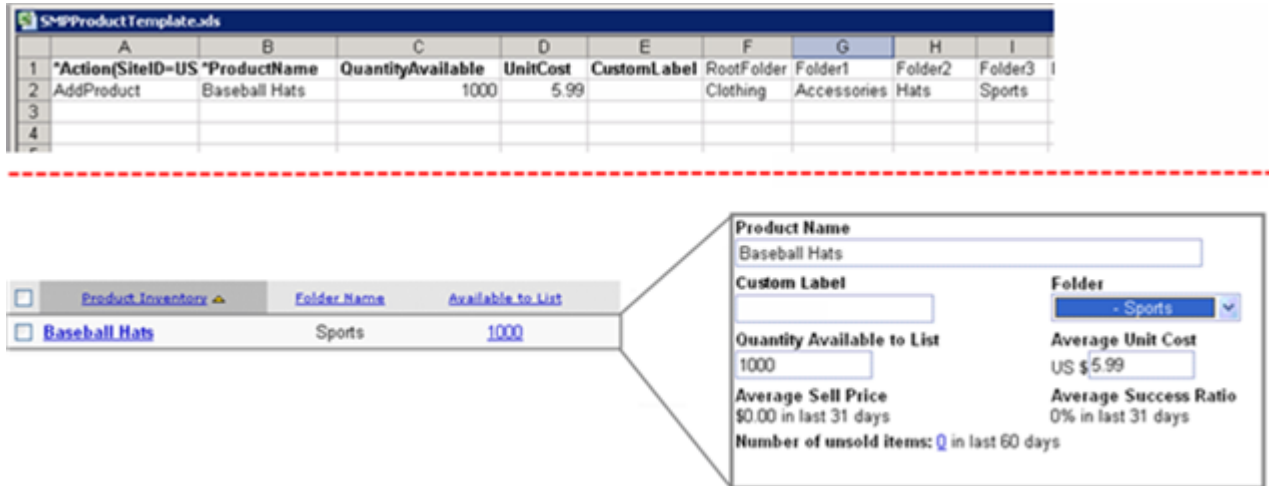 SMPProductTemplate.xls
A B C D E F G H I
1 *Action(SiteID=US *ProductName QuantityAvailable UnitCost CustomLabel RootFolder Folder1 Folder2 Folder3
2 AddProduct Baseball Hats 1000 5.99 Clothing Accessories Hats Sports
3
4
Product Name
Baseball Hats
Custom Label Folder
- Sports
Product Inventory Folder Name Available to List
Baseball Hats Sports 1000
Quantity Available to List Average Unit Cost
1000 US $ 5.99
Average Sell Price Average Success Ratio
$0.00 in last 31 days 0% in last 31 days
Number of unsold items: 0 in last 60 days